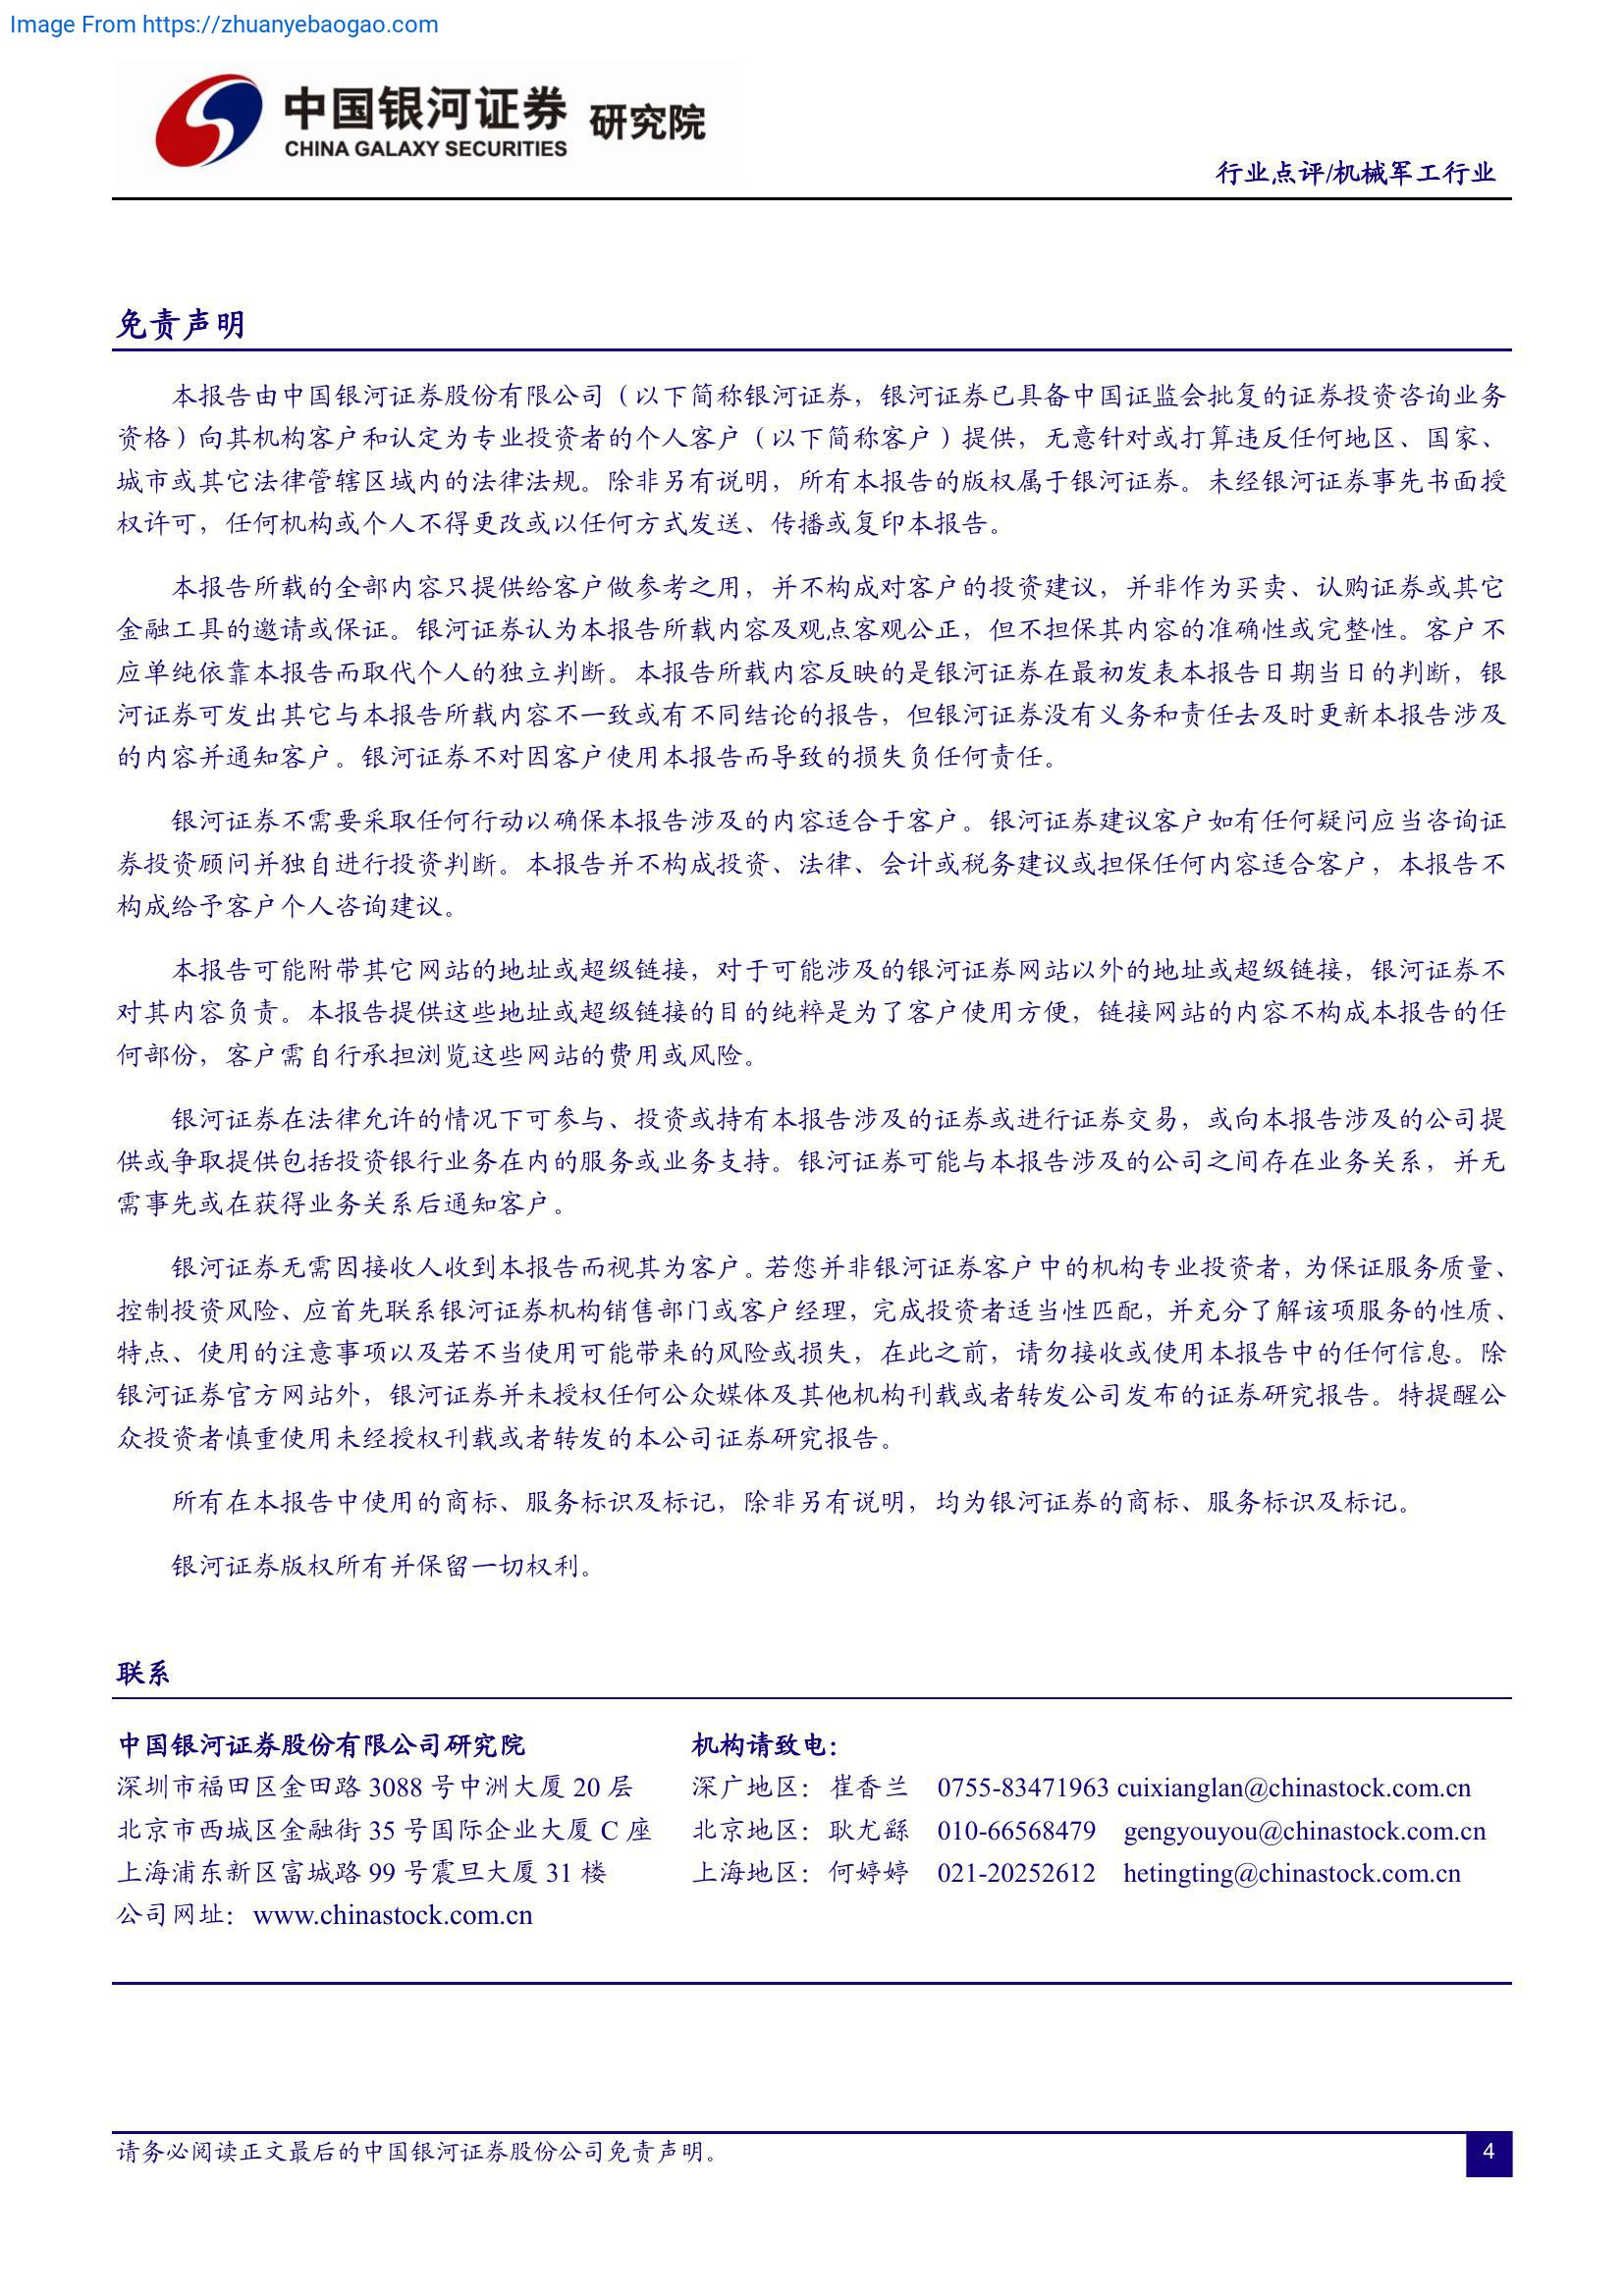 Image From https://zhuanyebaogao.com
中国银河证券 研究院
CHINA GALAXY SECURITIES
行业点评/机械军工行业
免责声明
本报告由中国银河证券股份有限公司（以下简称银河证券，银河证券已具备中国证监会批复的证券投资咨询业务
资格）向其机构客户和认定为专业投资者的个人客户（以下简称客户）提供，无意针对或打算违反任何地区、国家、
城市或其它法律管辖区域内的法律法规。除非另有说明，所有本报告的版权属于银河证券。未经银河证券事先书面授
权许可，任何机构或个人不得更改或以任何方式发送、传播或复印本报告。
本报告所载的全部内容只提供给客户做参考之用，并不构成对客户的投资建议，并非作为买卖、认购证券或其它
金融工具的邀请或保证。银河证券认为本报告所载内容及观点客观公正，但不担保其内容的准确性或完整性。客户不
应单纯依靠本报告而取代个人的独立判断。本报告所载内容反映的是银河证券在最初发表本报告日期当日的判断，银
河证券可发出其它与本报告所载内容不一致或有不同结论的报告，但银河证券没有义务和责任去及时更新本报告涉及
的内容并通知客户。银河证券不对因客户使用本报告而导致的损失负任何责任。
银河证券不需要采取任何行动以确保本报告涉及的内容适合于客户。银河证券建议客户如有任何疑问应当咨询证
券投资顾问并独自进行投资判断。本报告并不构成投资、法律、会计或税务建议或担保任何内容适合客户，本报告不
构成给予客户个人咨询建议。
本报告可能附带其它网站的地址或超级链接，对于可能涉及的银河证券网站以外的地址或超级链接，银河证券不
对其内容负责。本报告提供这些地址或超级链接的目的纯粹是为了客户使用方便，链接网站的内容不构成本报告的任
何部份，客户需自行承担浏览这些网站的费用或风险。
银河证券在法律允许的情况下可参与、投资或持有本报告涉及的证券或进行证券交易，或向本报告涉及的公司提
供或争取提供包括投资银行业务在内的服务或业务支持。银河证券可能与本报告涉及的公司之间存在业务关系，并无
需事先或在获得业务关系后通知客户。
银河证券无需因接收人收到本报告而视其为客户。若您并非银河证券客户中的机构专业投资者，为保证服务质量、
控制投资风险、应首先联系银河证券机构销售部门或客户经理，完成投资者适当性匹配，并充分了解该项服务的性质、
特点、使用的注意事项以及若不当使用可能带来的风险或损失，在此之前，请勿接收或使用本报告中的任何信息。除
银河证券官方网站外，银河证券并未授权任何公众媒体及其他机构刊载或者转发公司发布的证券研究报告。特提醒公
众投资者慎重使用未经授权刊载或者转发的本公司证券研究报告。
所有在本报告中使用的商标、服务标识及标记，除非另有说明，均为银河证券的商标、服务标识及标记。
银河证券版权所有并保留一切权利。
联系
中国银河证券股份有限公司研究院 机构请致电：
深圳市福田区金田路 3088 号中洲大厦 20 层 深广地区：崔香兰 0755-83471963 cuixianglan@chinastock.com.cn
北京市西城区金融街 35 号国际企业大厦 C 座 北京地区：耿尤繇 010-66568479 gengyouyou@chinastock.com.cn
上海浦东新区富城路 99 号震旦大厦 31 楼 上海地区：何婷婷 021-20252612 hetingting@chinastock.com.cn
公司网址：www.chinastock.com.cn
请务必阅读正文最后的中国银河证券股份公司免责声明。 4